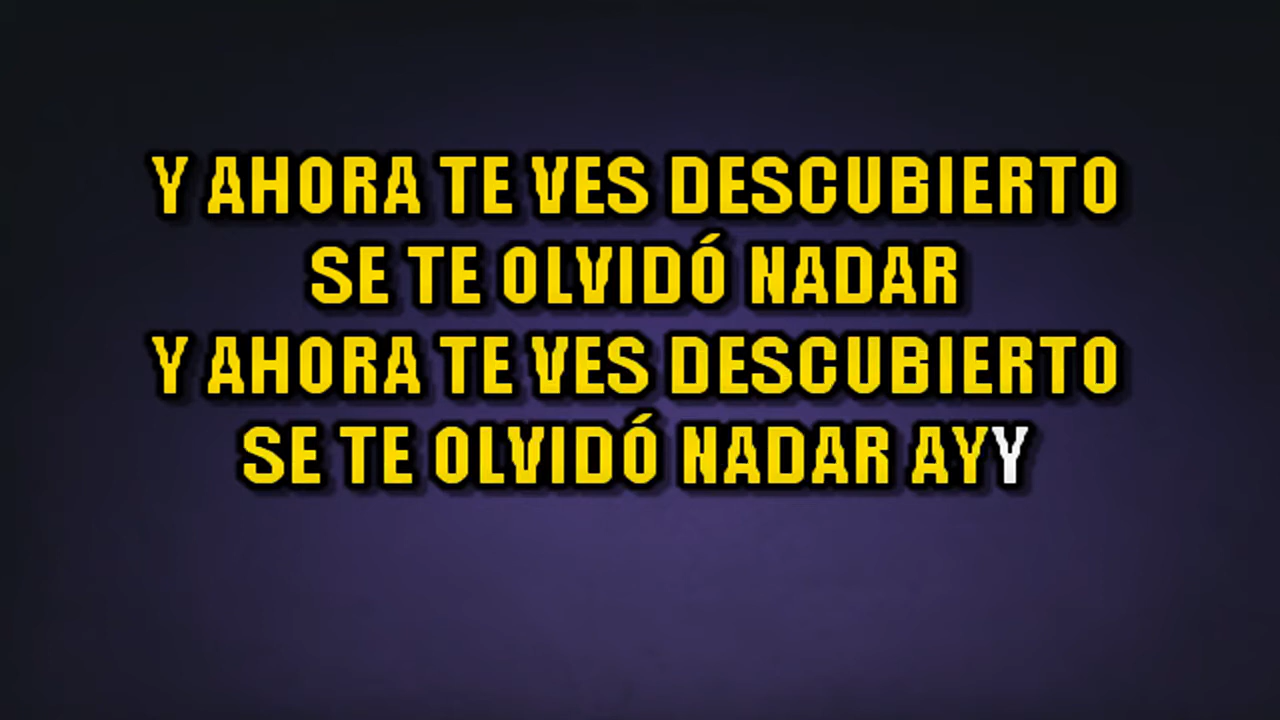 Y AHORA TE VES DESCUBIERTO
SE TE OLVIDÓ NADAR
Y AHORA TE VES DESCUBIERTO
SE TE OLVIDÓ NADAR AYY